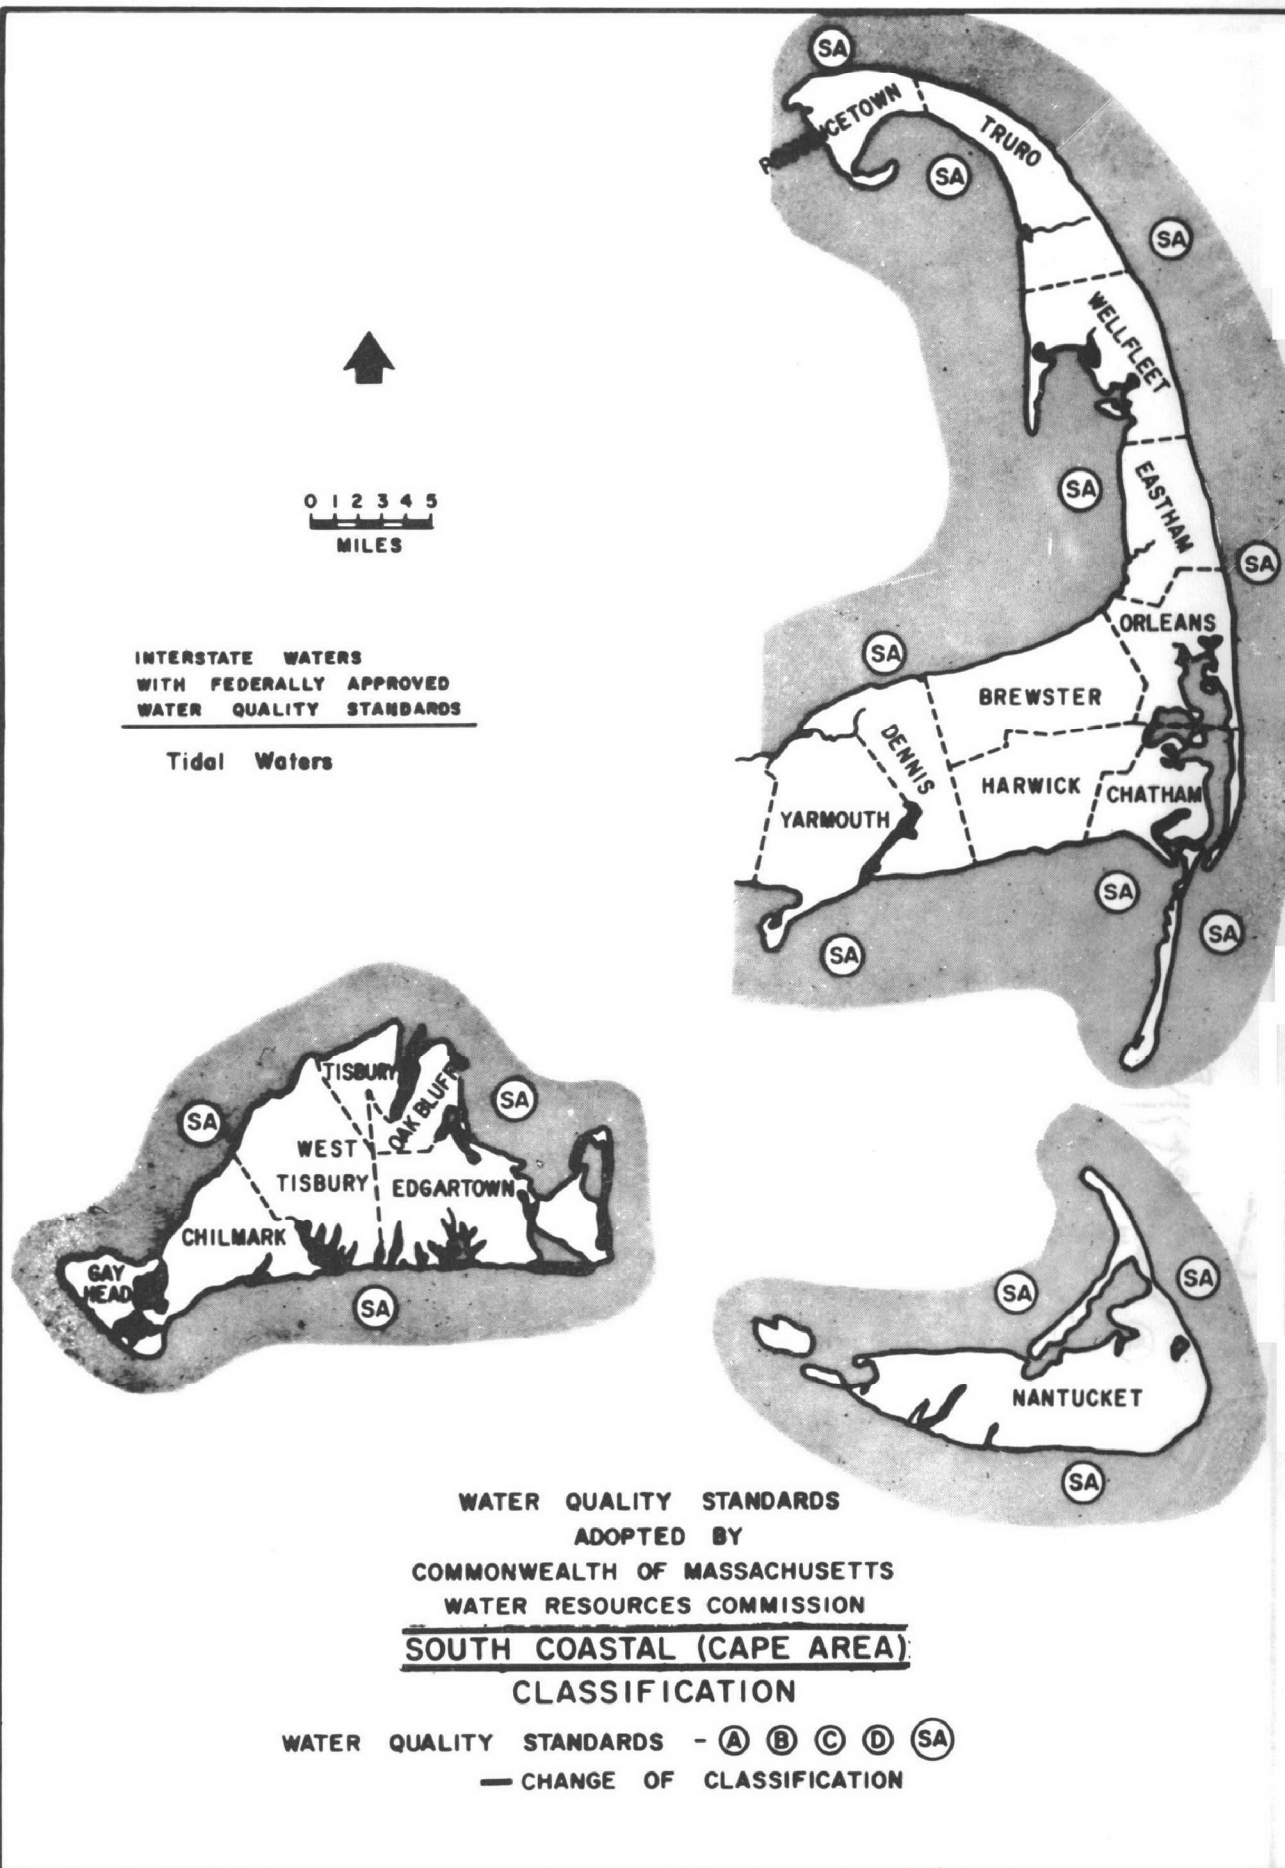 SA
PROVINCETOWN
TRURO
SA
SA
WELLFLEET
0 1 2 3 4 5
MILES
SA
EASTHAM
SA
ORLEANS
INTERSTATE WATERS
WITH FEDERALLY APPROVED
WATER QUALITY STANDARDS
Tidal Waters
SA
BREWSTER
DENNIS
HARWICK
CHATHAM
YARMOUTH
SA
SA
SA
TISBURY
OAK BLUFF
SA
SA
WEST
TISBURY
EDGARTOWN
CHILMARK
GAY
HEAD
SA
SA
SA
NANTUCKET
SA
WATER QUALITY STANDARDS
ADOPTED BY
COMMONWEALTH OF MASSACHUSETTS
WATER RESOURCES COMMISSION
SOUTH COASTAL (CAPE AREA)
CLASSIFICATION
WATER QUALITY STANDARDS - A B C D SA
— CHANGE OF CLASSIFICATION